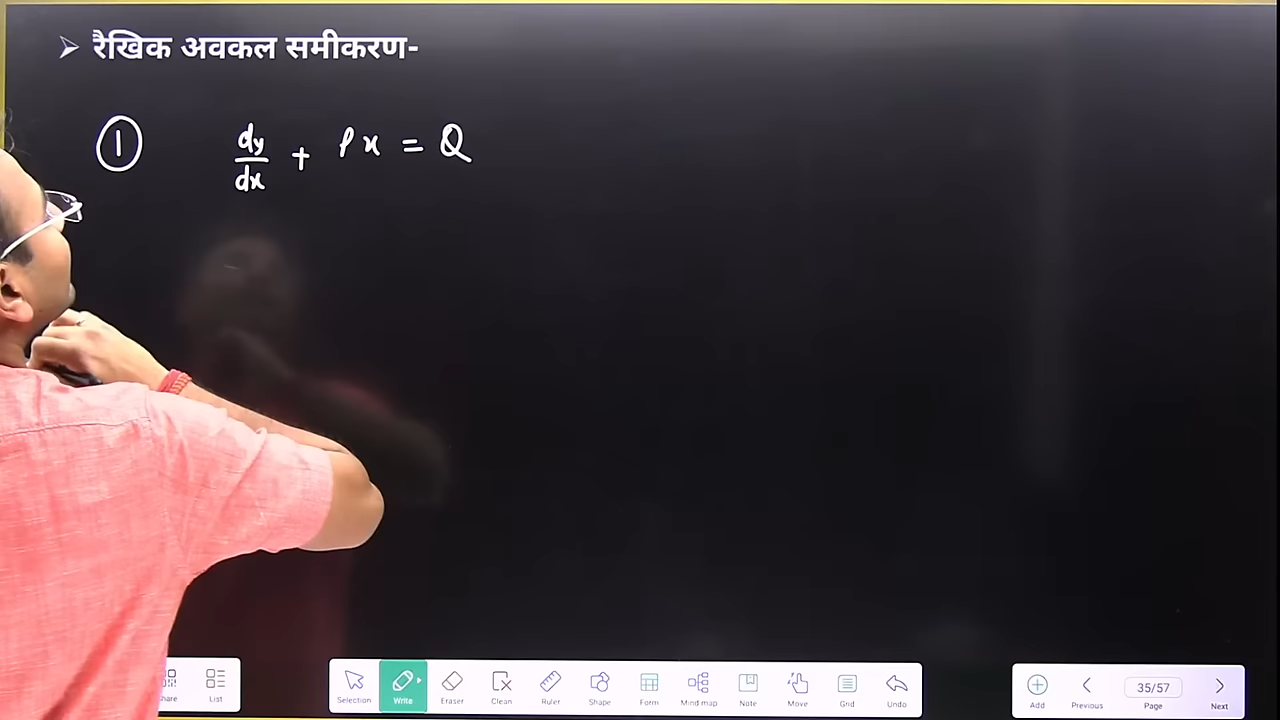 ➢ रैखिक अवकल समीकरण-
① dy/dx + Px = Q
hare List
Selection Write Eraser Clean Ruler Shape Form Mind map Note Move Grid Undo
Add Previous 35/57 Page Next